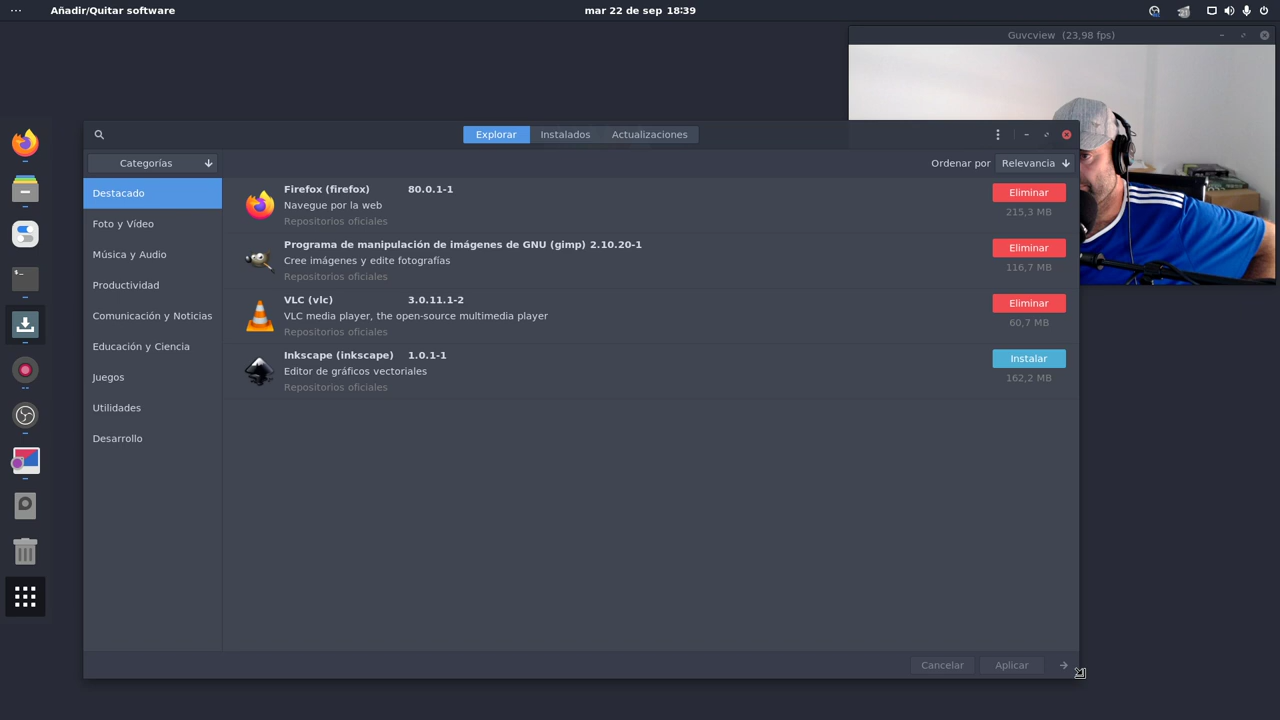 Añadir/Quitar software
mar 22 de sep 18:39
Guvcview (23,98 fps)
Explorar
Instalados
Actualizaciones
Categorías
Ordenar por
Relevancia
Destacado
Foto y Vídeo
Música y Audio
Productividad
Comunicación y Noticias
Educación y Ciencia
Juegos
Utilidades
Desarrollo
Firefox (firefox) 80.0.1-1
Navegue por la web
Repositorios oficiales
Eliminar
215,3 MB
Programa de manipulación de imágenes de GNU (gimp) 2.10.20-1
Cree imágenes y edite fotografías
Repositorios oficiales
Eliminar
116,7 MB
VLC (vlc) 3.0.11.1-2
VLC media player, the open-source multimedia player
Repositorios oficiales
Eliminar
60,7 MB
Inkscape (inkscape) 1.0.1-1
Editor de gráficos vectoriales
Repositorios oficiales
Instalar
162,2 MB
Cancelar
Aplicar